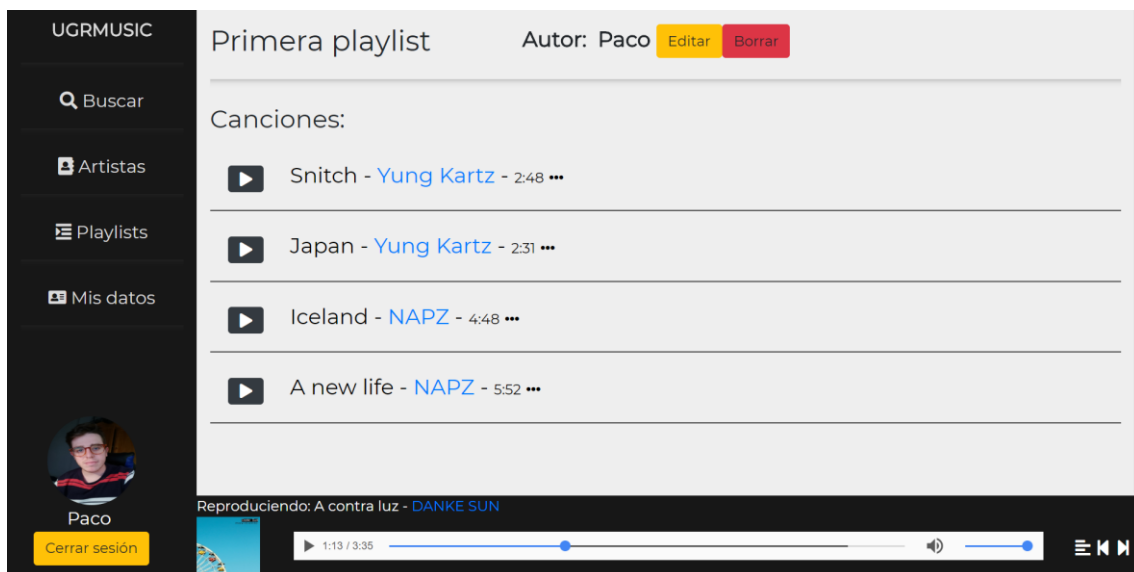 UGRMUSIC
Buscar
Artistas
Playlists
Mis datos
Paco
Cerrar sesión
Primera playlist Autor: Paco Editar Borrar
Canciones:
Snitch - Yung Kartz - 2:48 •••
Japan - Yung Kartz - 2:31 •••
Iceland - NAPZ - 4:48 •••
A new life - NAPZ - 5:52 •••
Reproduciendo: A contra luz - DANKE SUN
1:13 / 3:35